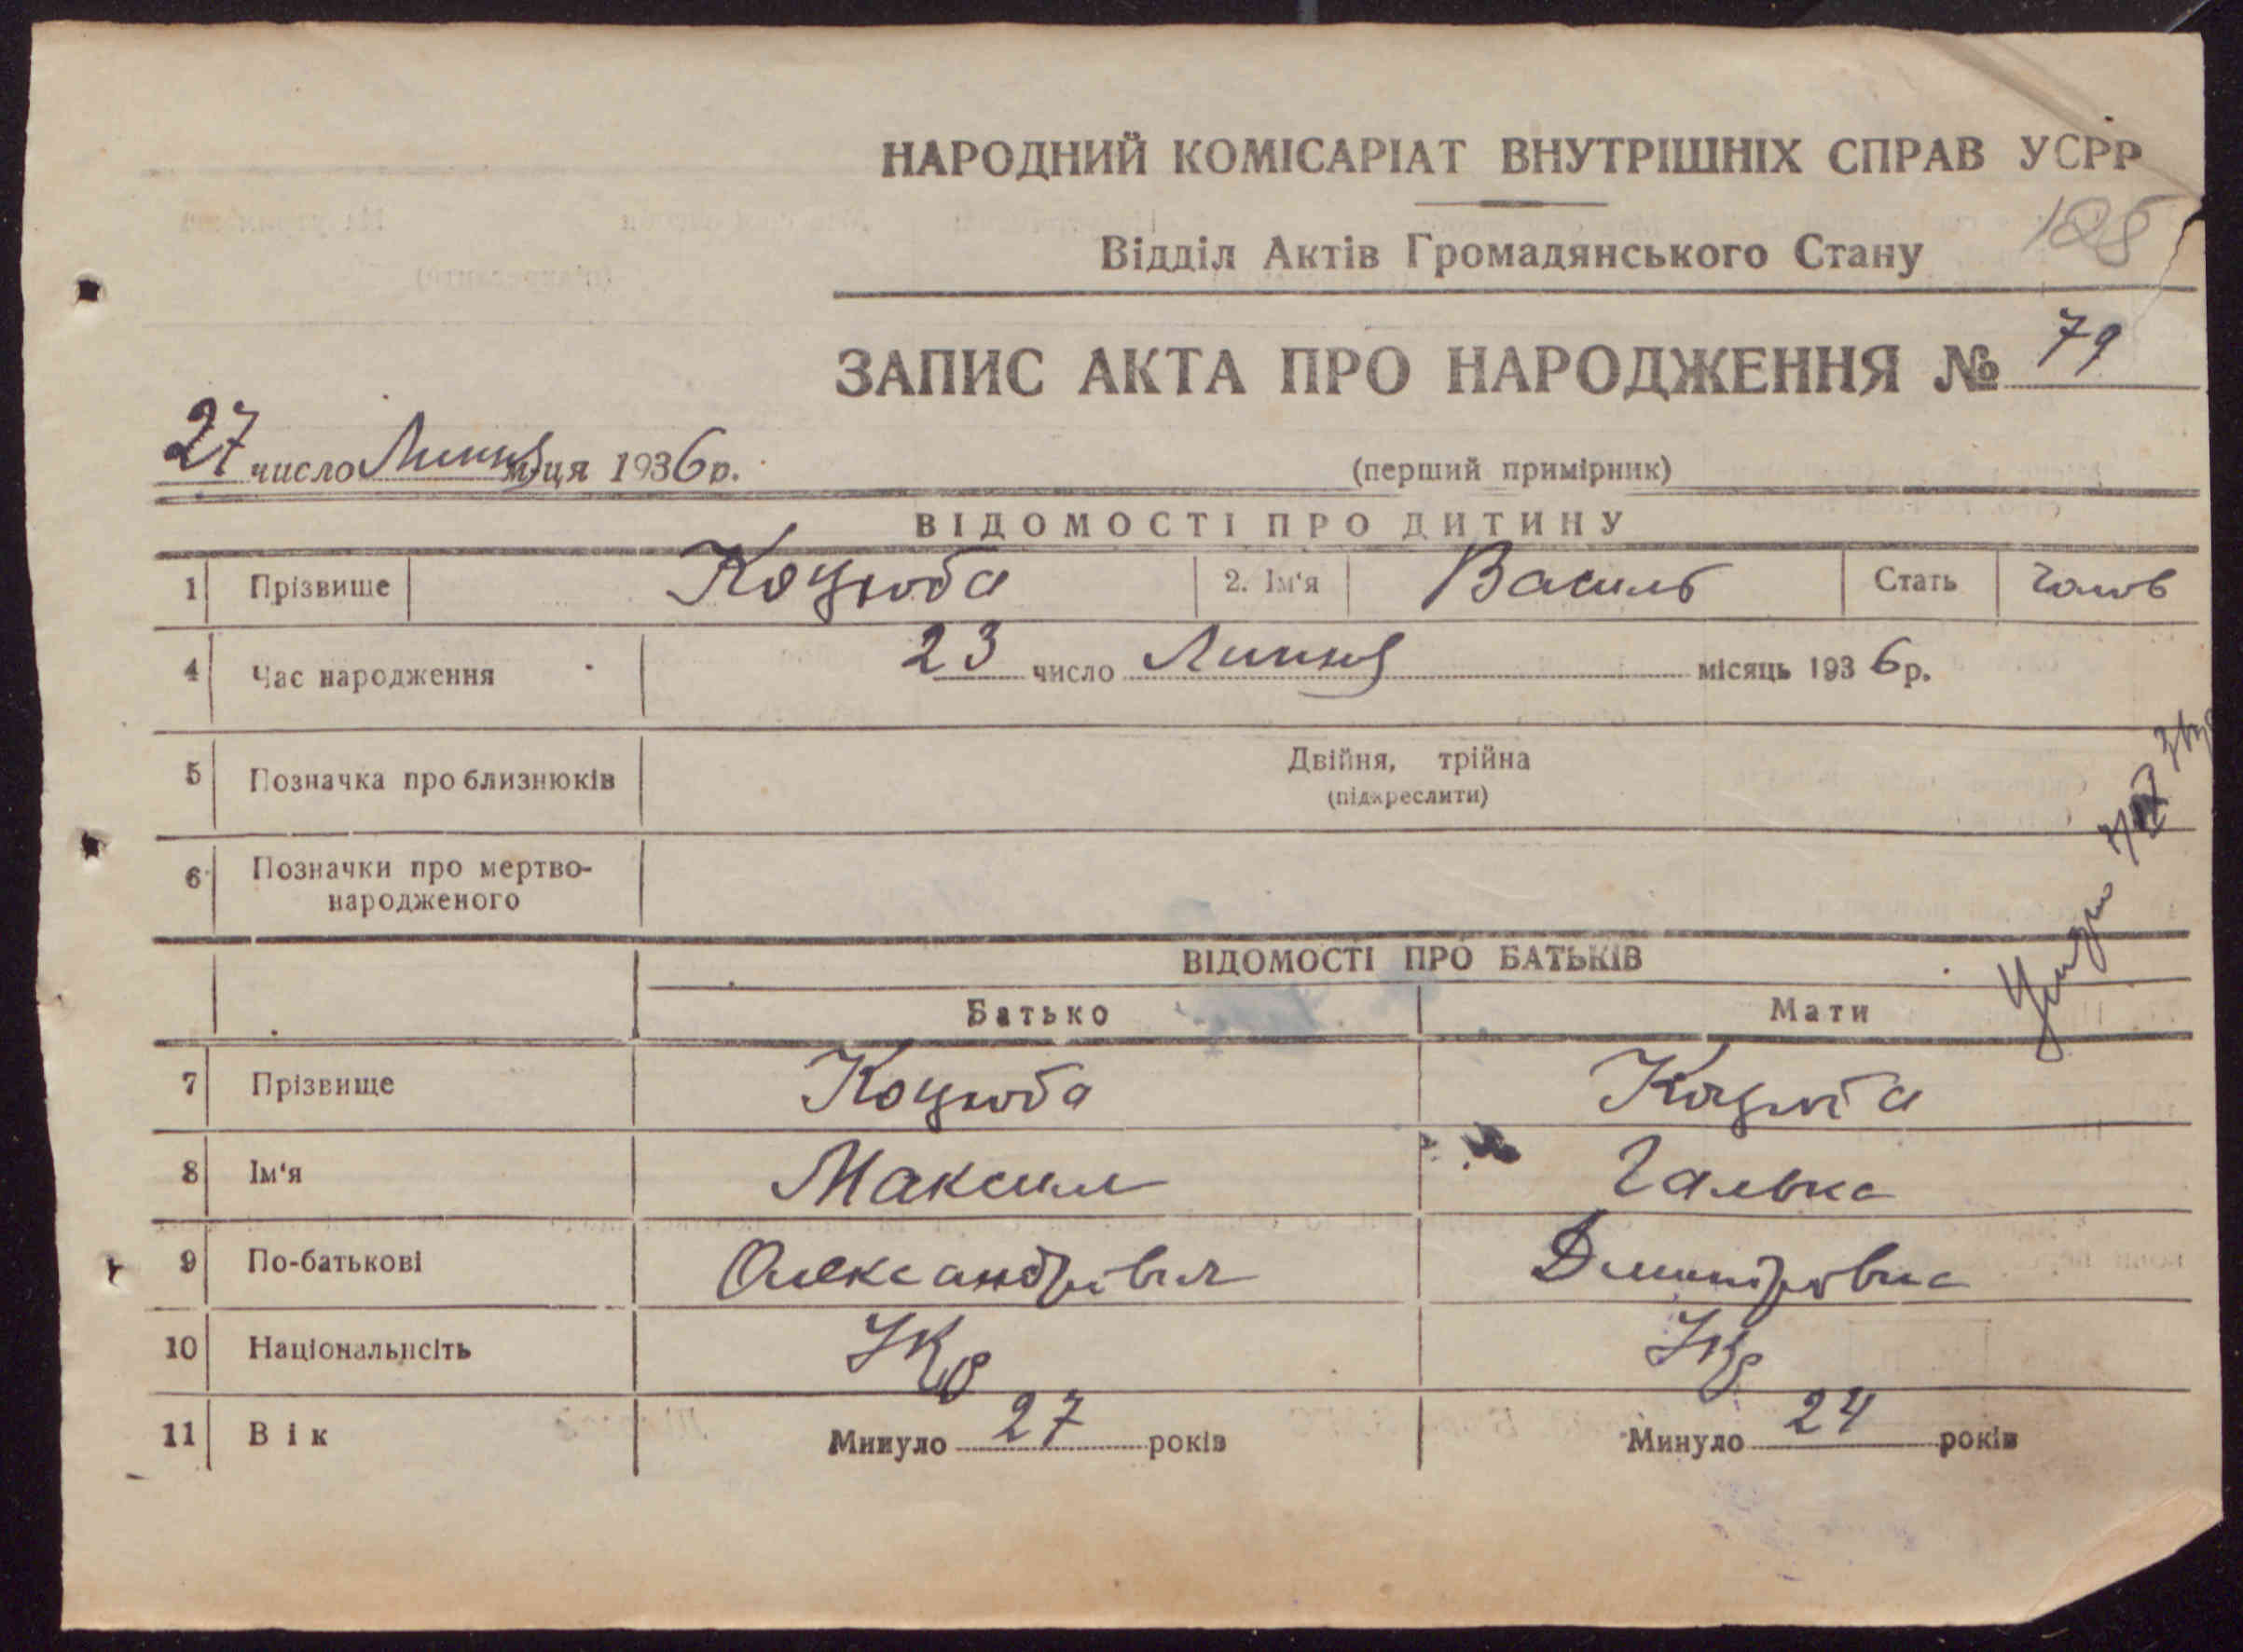 НАРОДНИЙ КОМІСАРІАТ ВНУТРІШНІХ СПРАВ УСРР
Відділ Актів Громадянського Стану
ЗАПИС АКТА ПРО НАРОДЖЕННЯ № 79
27 число Липня м-ця 1936 р.
(перший примірник)
ВІДОМОСТІ ПРО ДИТИНУ
1 Прізвище Коцюба 2. Ім'я Василь Стать Чолов
4 Час народження 23 число Липня місяць 1936 р.
5 Позначка про близнюків Двійня, трійна
(підкреслити)
6 Позначки про мертво-
народженого
ВІДОМОСТІ ПРО БАТЬКІВ
Батько Мати
7 Прізвище Коцюба Коцюба
8 Ім'я Максим Галька
9 По-батькові Олександрович Дмитровна
10 Національнсіть Укр Укр
11 Вік Минуло 27 років Минуло 24 років